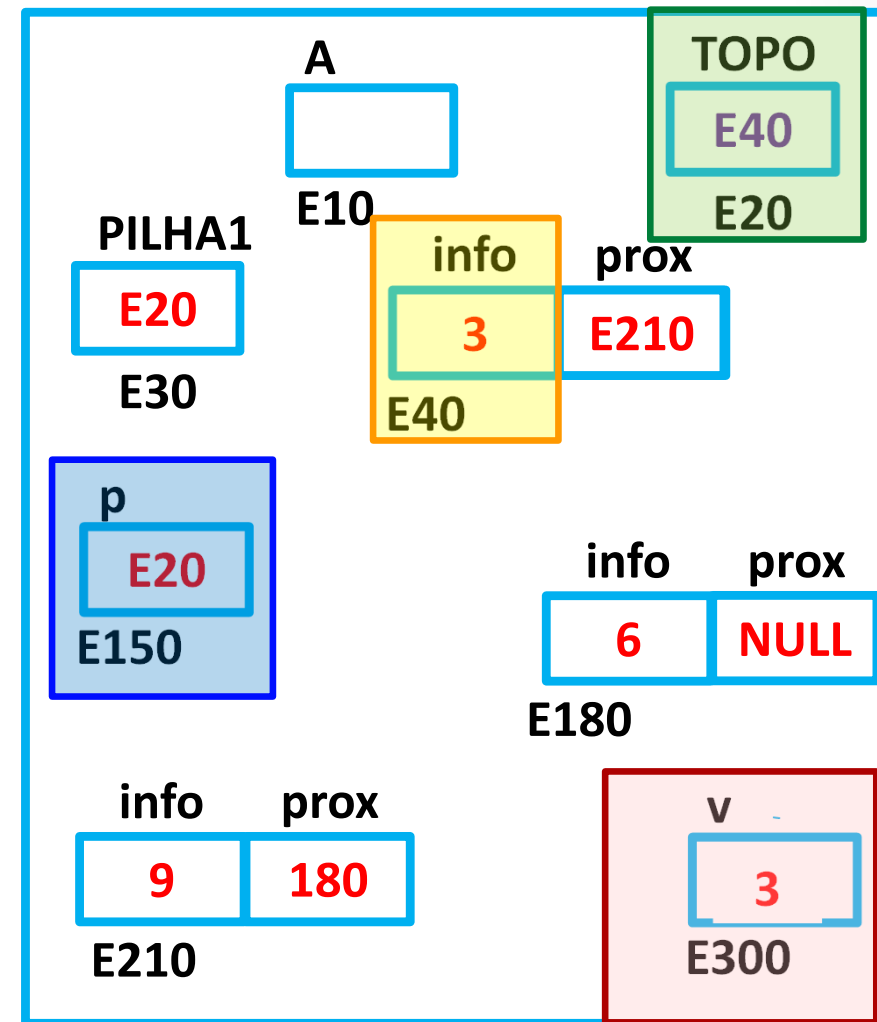 A
TOPO
E40
E10
E20
PILHA1
info prox
E20
3 E210
E30
E40
p
E20
info prox
6 NULL
E150
E180
info prox
v
9 180
3
E210
E300